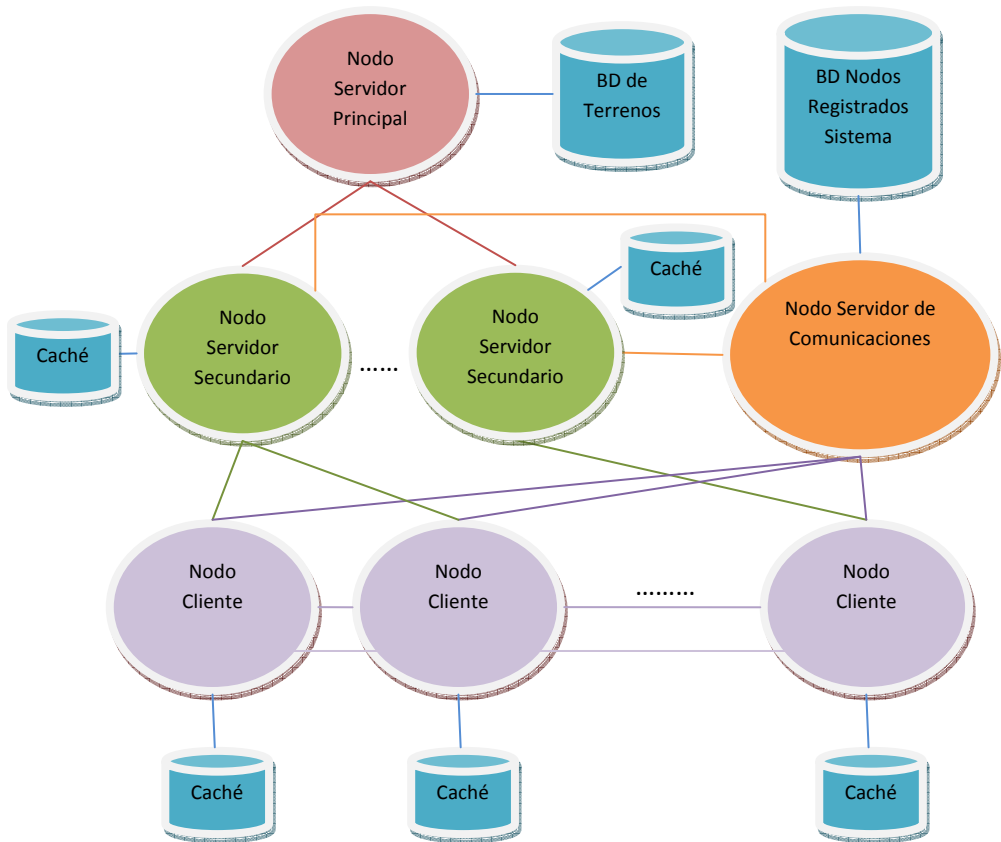 Nodo
Servidor
Principal
BD de
Terrenos
BD Nodos
Registrados
Sistema
Caché
Nodo
Servidor
Secundario
......
Nodo
Servidor
Secundario
Caché
Nodo Servidor de
Comunicaciones
Nodo
Cliente
Nodo
Cliente
.........
Nodo
Cliente
Caché
Caché
Caché